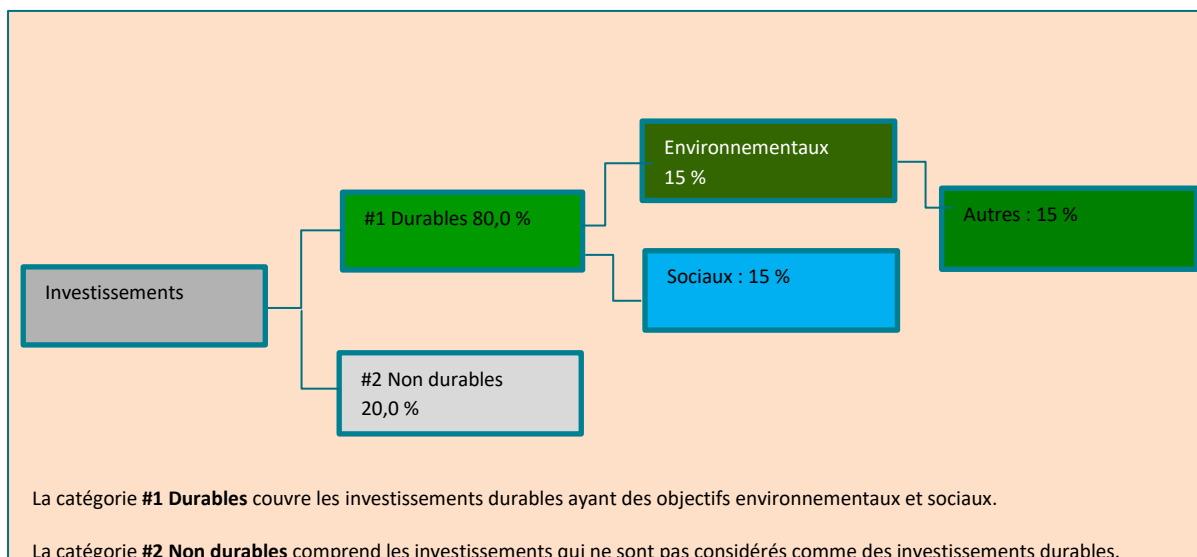 Environnementaux
15 %
#1 Durables 80,0 %
Autres : 15 %
Investissements
Sociaux : 15 %
#2 Non durables
20,0 %
La catégorie #1 Durables couvre les investissements durables ayant des objectifs environnementaux et sociaux.
La catégorie #2 Non durables comprend les investissements qui ne sont pas considérés comme des investissements durables.